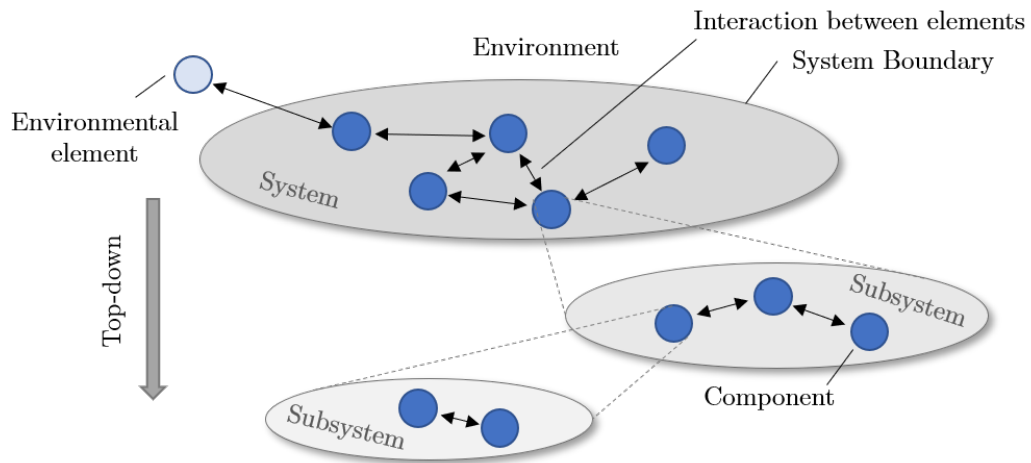 Interaction between elements
Environment
System Boundary
Environmental
element
System
Top-down
Subsystem
Component
Subsystem